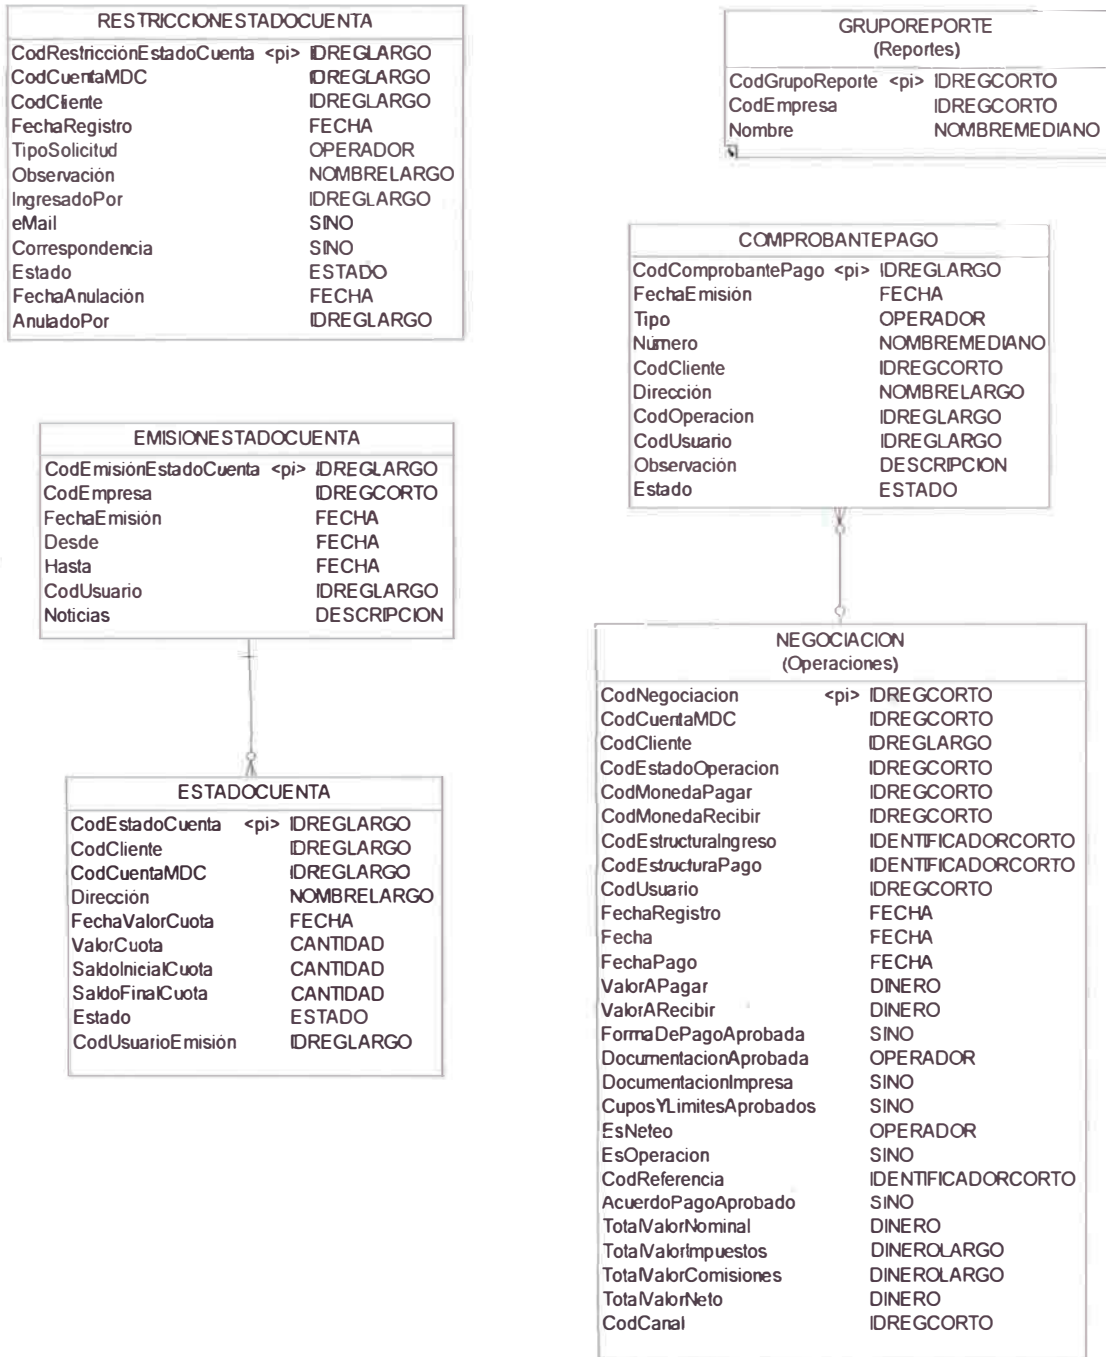 RESTRICCIONESTADOCUENTA
CodRestricciónEstadoCuenta <pi> IDREGLARGO
CodCuentaMDC IDREGLARGO
CodCliente IDREGLARGO
FechaRegistro FECHA
TipoSolicitud OPERADOR
Observación NOMBRELARGO
IngresadoPor IDREGLARGO
eMail SINO
Correspondencia SINO
Estado ESTADO
FechaAnulación FECHA
AnuladoPor IDREGLARGO
GRUPOREPORTE
(Reportes)
CodGrupoReporte <pi> IDREGCORTO
CodEmpresa IDREGCORTO
Nombre NOMBREMEDIANO
COMPROBANTEPAGO
CodComprobantePago <pi> IDREGLARGO
FechaEmisión FECHA
Tipo OPERADOR
Número NOMBREMEDIANO
CodCliente IDREGCORTO
Dirección NOMBRELARGO
CodOperacion IDREGLARGO
CodUsuario IDREGLARGO
Observación DESCRIPCION
Estado ESTADO
EMISIONESTADOCUENTA
CodEmisiónEstadoCuenta <pi> IDREGLARGO
CodEmpresa IDREGCORTO
FechaEmisión FECHA
Desde FECHA
Hasta FECHA
CodUsuario IDREGLARGO
Noticias DESCRIPCION
ESTADOCUENTA
CodEstadoCuenta <pi> IDREGLARGO
CodCliente IDREGLARGO
CodCuentaMDC IDREGLARGO
Dirección NOMBRELARGO
FechaValorCuota FECHA
ValorCuota CANTIDAD
SaldoInicialCuota CANTIDAD
SaldoFinalCuota CANTIDAD
Estado ESTADO
CodUsuarioEmisión IDREGLARGO
NEGOCIACION
(Operaciones)
CodNegociacion <pi> IDREGCORTO
CodCuentaMDC IDREGCORTO
CodCliente IDREGLARGO
CodEstadoOperacion IDREGCORTO
CodMonedaPagar IDREGCORTO
CodMonedaRecibir IDREGCORTO
CodEstructuraIngreso IDENTIFICADORCORTO
CodEstructuraPago IDENTIFICADORCORTO
CodUsuario IDREGCORTO
FechaRegistro FECHA
Fecha FECHA
FechaPago FECHA
ValorAPagar DINERO
ValorARecibir DINERO
FormaDePagoAprobada SINO
DocumentacionAprobada OPERADOR
DocumentacionImpresa SINO
CuposYLimitesAprobados SINO
EsNeteo OPERADOR
EsOperacion SINO
CodReferencia IDENTIFICADORCORTO
AcuerdoPagoAprobado SINO
TotalValorNominal DINERO
TotalValorImpuestos DINEROLARGO
TotalValorComisiones DINEROLARGO
TotalValorNeto DINERO
CodCanal IDREGCORTO